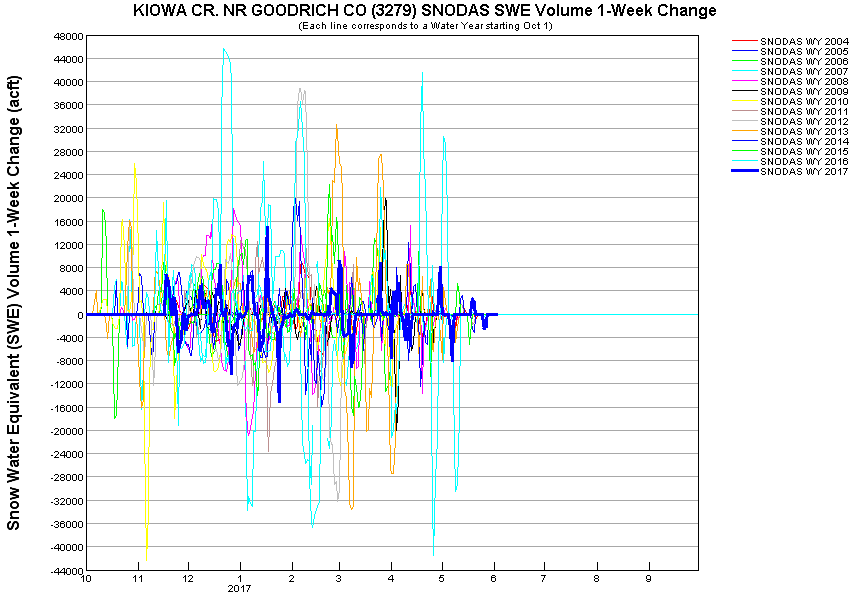 KIOWA CR. NR GOODRICH CO (3279) SNODAS SWE Volume 1-Week Change
(Each line corresponds to a Water Year starting Oct 1)
Snow Water Equivalent (SWE) Volume 1-Week Change (acft)
48000
44000
40000
36000
32000
28000
24000
20000
16000
12000
8000
4000
0
-4000
-8000
-12000
-16000
-20000
-24000
-28000
-32000
-36000
-40000
-44000
10 11 12 1 2 3 4 5 6 7 8 9
2017
SNODAS WY 2004
SNODAS WY 2005
SNODAS WY 2006
SNODAS WY 2007
SNODAS WY 2008
SNODAS WY 2009
SNODAS WY 2010
SNODAS WY 2011
SNODAS WY 2012
SNODAS WY 2013
SNODAS WY 2014
SNODAS WY 2015
SNODAS WY 2016
SNODAS WY 2017